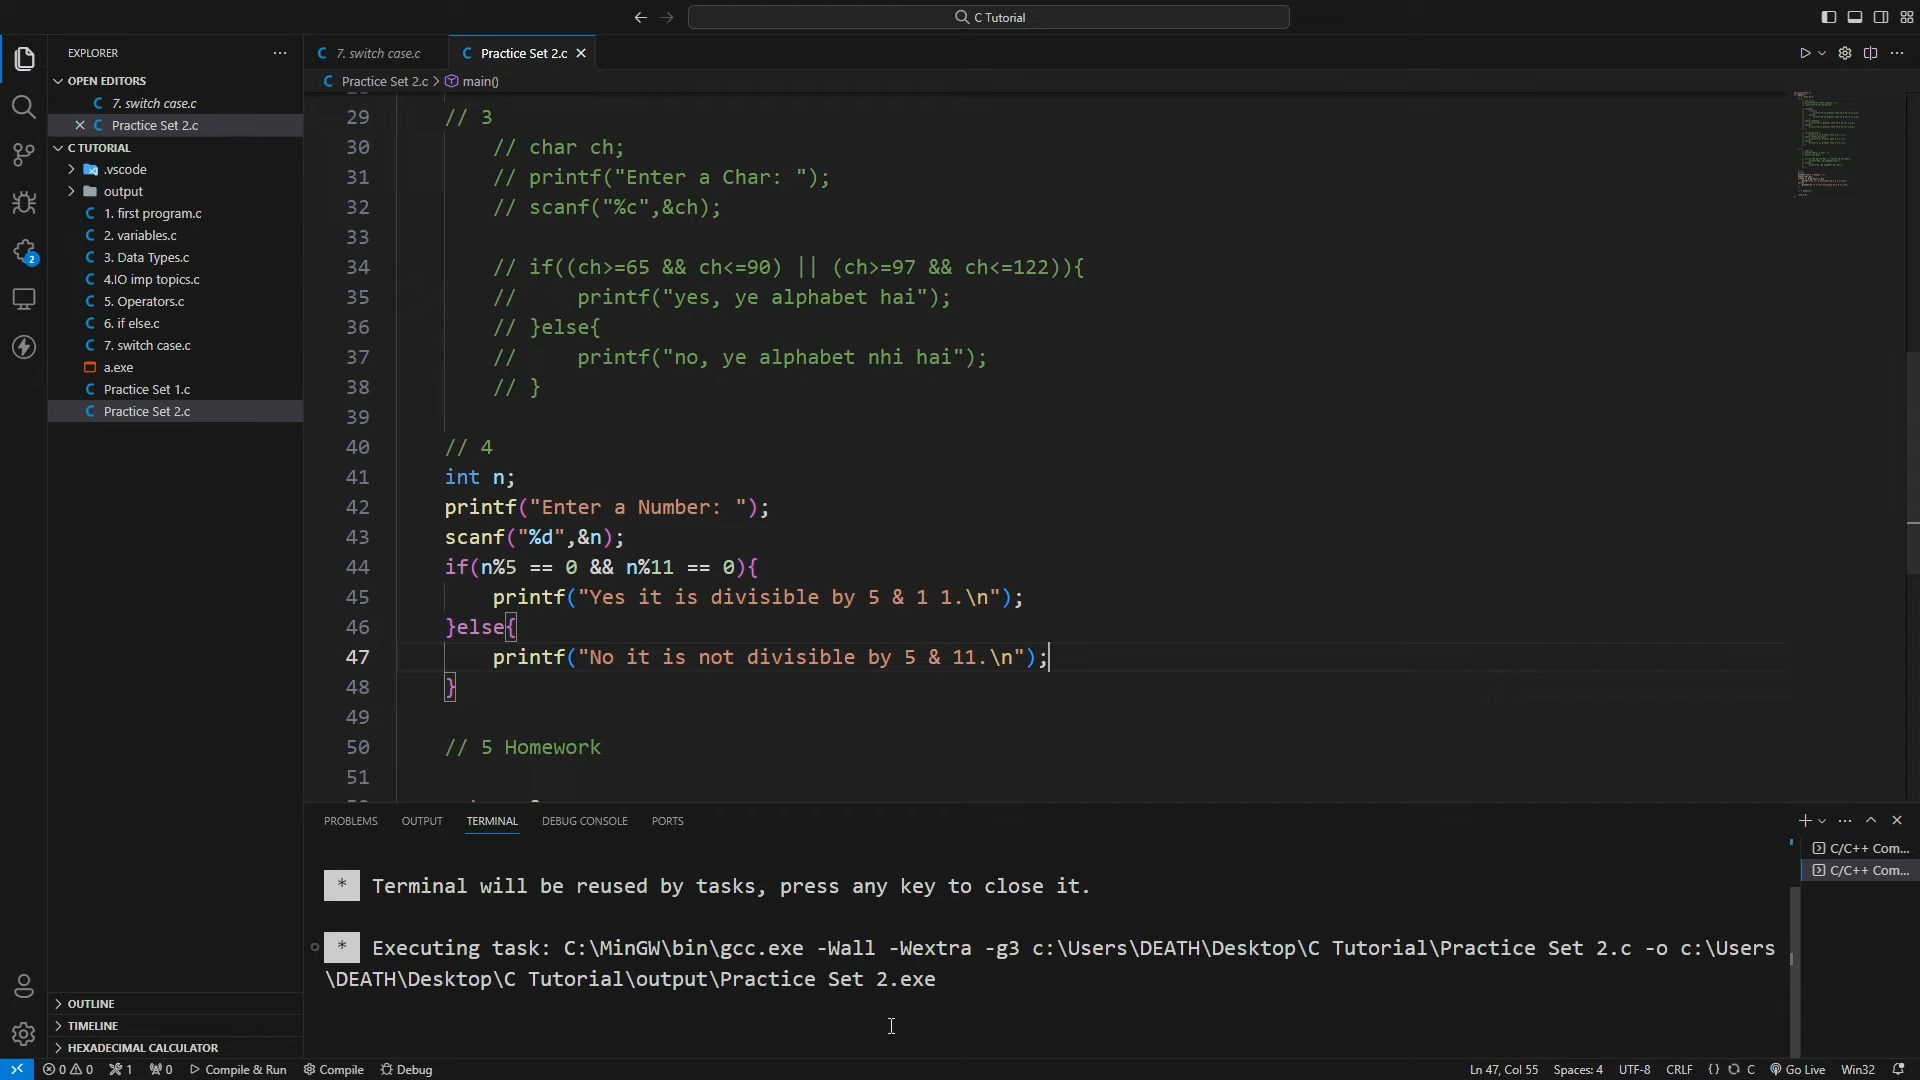 C Tutorial
EXPLORER
OPEN EDITORS
7. switch case.c
Practice Set 2.c
C TUTORIAL
.vscode
output
1. first program.c
2. variables.c
3. Data Types.c
4.IO imp topics.c
5. Operators.c
6. if else.c
7. switch case.c
a.exe
Practice Set 1.c
Practice Set 2.c
OUTLINE
TIMELINE
HEXADECIMAL CALCULATOR
2
C 7. switch case.c
C Practice Set 2.c
C Practice Set 2.c > main()
29 // 3
30 // char ch;
31 // printf("Enter a Char: ");
32 // scanf("%c",&ch);
33
34 // if((ch>=65 && ch<=90) || (ch>=97 && ch<=122)){
35 //     printf("yes, ye alphabet hai");
36 // }else{
37 //     printf("no, ye alphabet nhi hai");
38 // }
39
40 // 4
41 int n;
42 printf("Enter a Number: ");
43 scanf("%d",&n);
44 if(n%5 == 0 && n%11 == 0){
45     printf("Yes it is divisible by 5 & 1 1.\n");
46 }else{
47     printf("No it is not divisible by 5 & 11.\n");
48 }
49
50 // 5 Homework
51
PROBLEMS OUTPUT TERMINAL DEBUG CONSOLE PORTS
C/C++ Com...
C/C++ Com...
* Terminal will be reused by tasks, press any key to close it.
* Executing task: C:\MinGW\bin\gcc.exe -Wall -Wextra -g3 c:\Users\DEATH\Desktop\C Tutorial\Practice Set 2.c -o c:\Users
\DEATH\Desktop\C Tutorial\output\Practice Set 2.exe
0 0 1 0 Compile & Run Compile Debug Ln 47, Col 55 Spaces: 4 UTF-8 CRLF {} C Go Live Win32